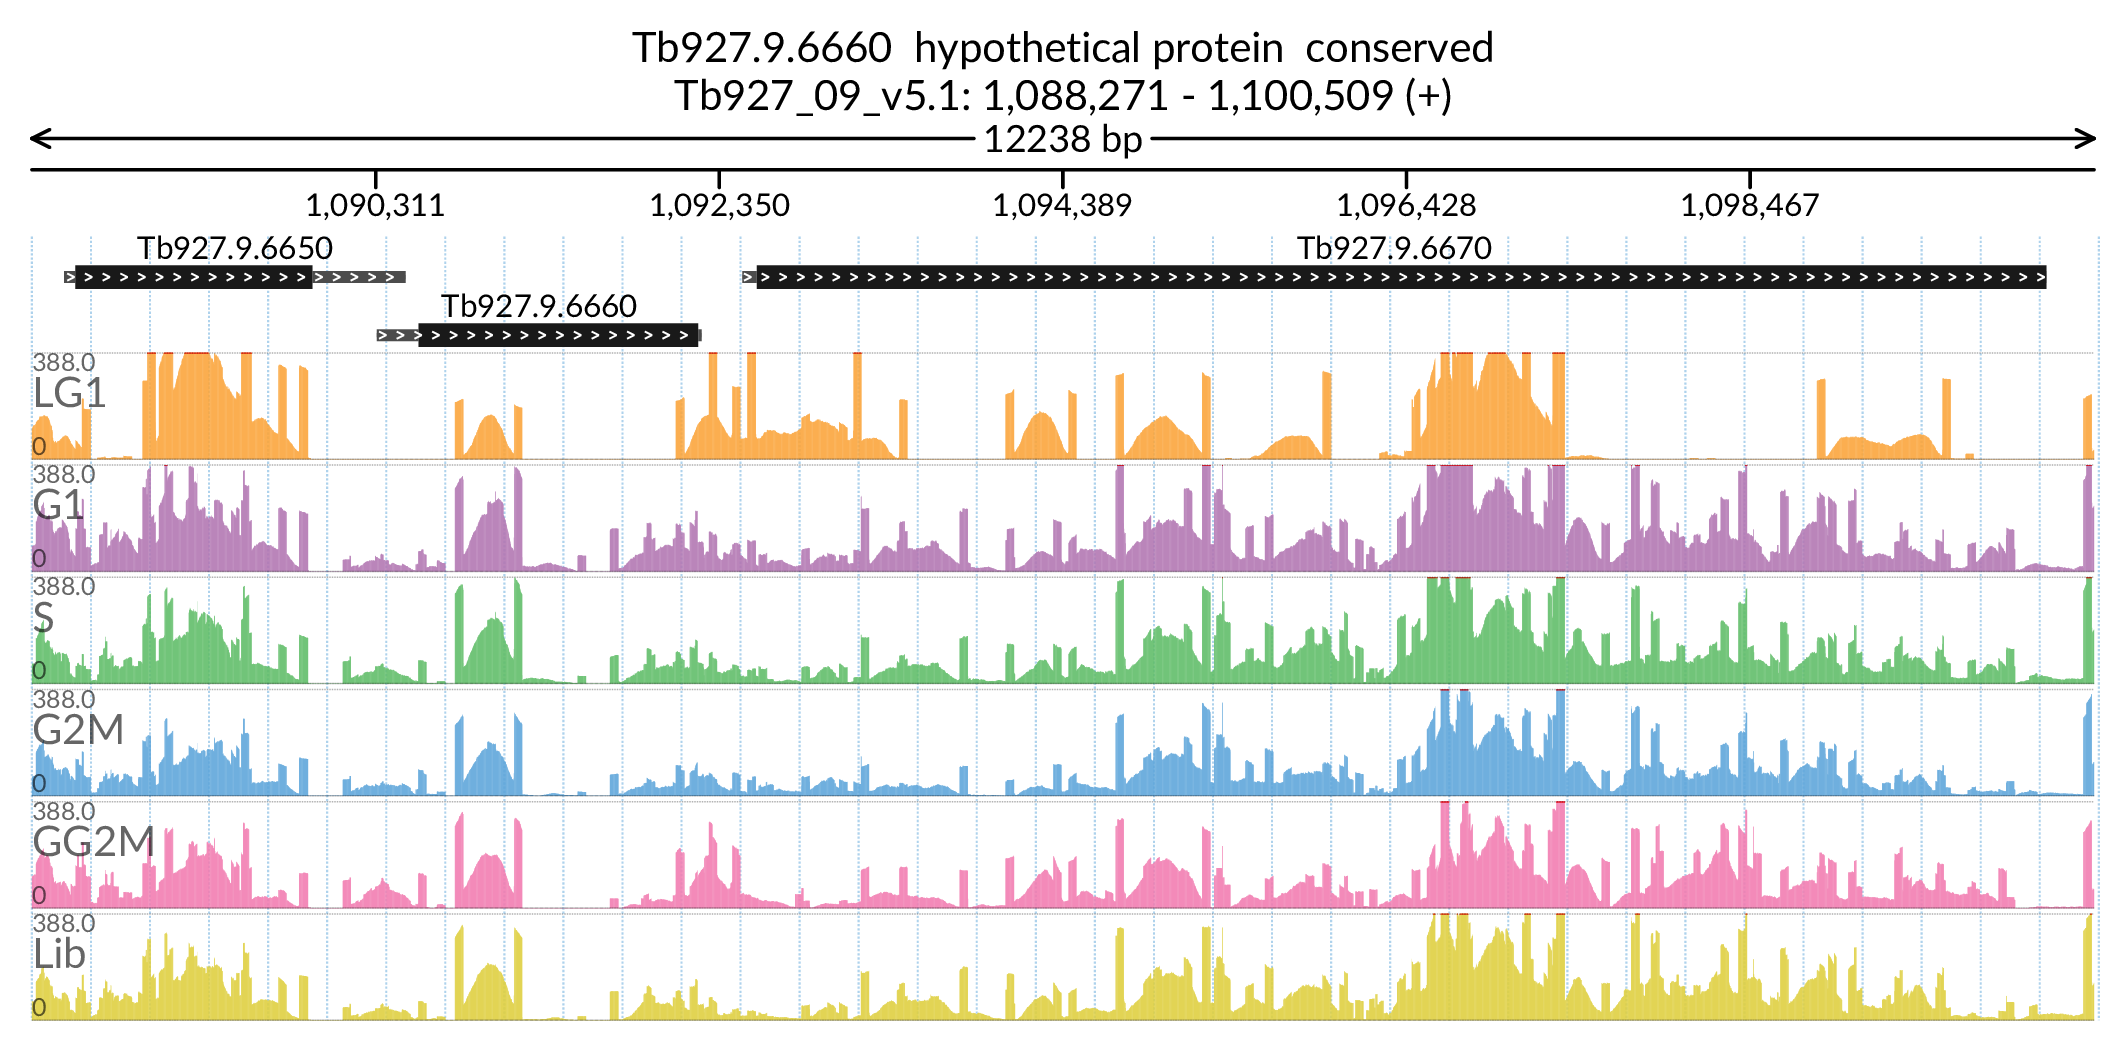 Tb927.9.6660  hypothetical protein  conserved
Tb927_09_v5.1: 1,088,271 - 1,100,509 (+)
12238 bp
1,090,311 1,092,350 1,094,389 1,096,428 1,098,467
Tb927.9.6650 Tb927.9.6670
Tb927.9.6660
388.0
LG1
0
388.0
G1
0
388.0
S
0
388.0
G2M
0
388.0
GG2M
0
388.0
Lib
0